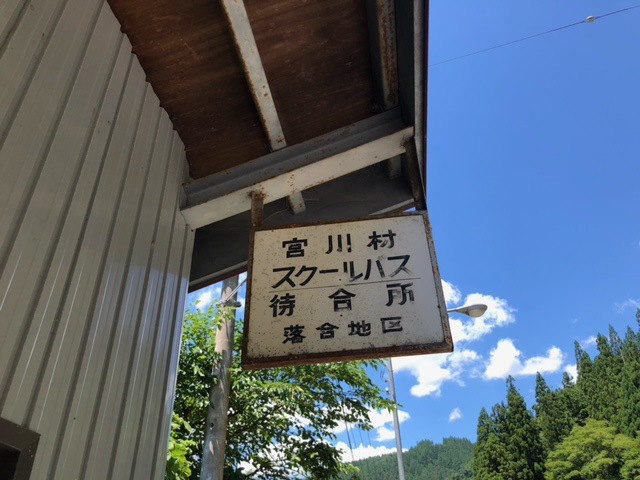 宮川村
スクールバス
待合所
落合地区